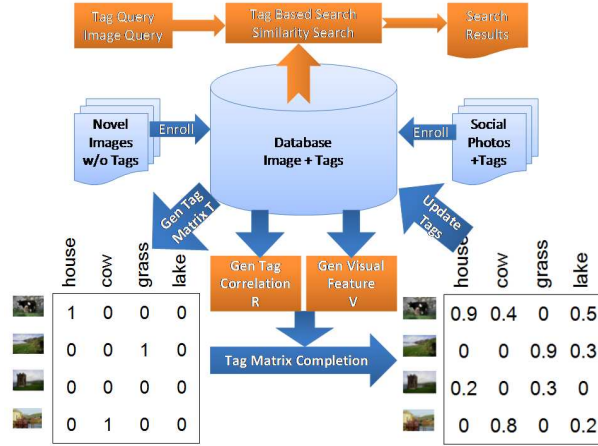 Tag Query
Image Query
Tag Based Search
Similarity Search
Search
Results
Novel
Images
w/o Tags
Enroll
Database
Image + Tags
Enroll
Social
Photos
+Tags
Gen Tag
Matrix T
Update
Tags
Gen Tag
Correlation
R
Gen Visual
Feature
V
Tag Matrix Completion
house cow grass lake
1 0 0 0
0 0 1 0
0 0 0 0
0 1 0 0
house cow grass lake
0.9 0.4 0 0.5
0 0 0.9 0.3
0.2 0 0.3 0
0 0.8 0 0.2